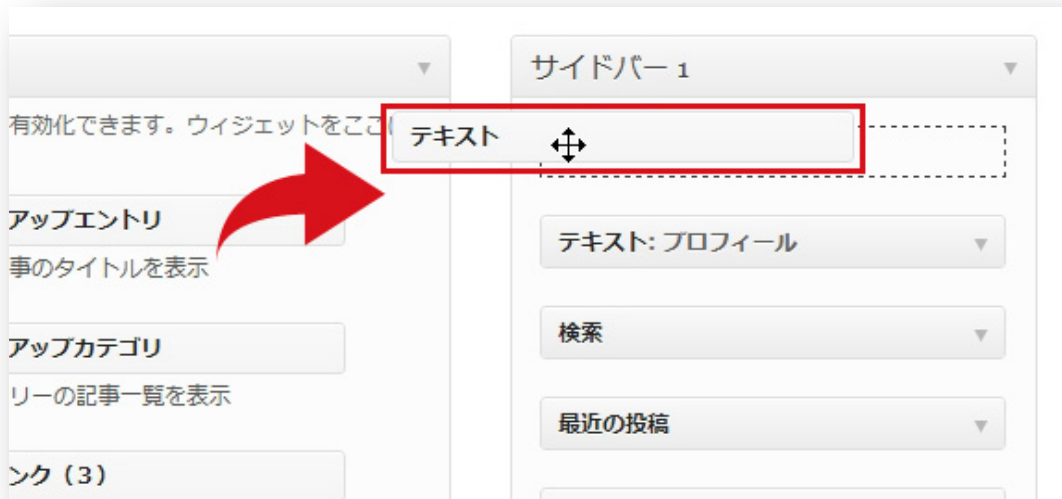 サイドバー 1
有効化できます。ウィジェットをここ
テキスト
アップエントリ
事のタイトルを表示
アップカテゴリ
リーの記事一覧を表示
ンク（3）
テキスト: プロフィール
検索
最近の投稿